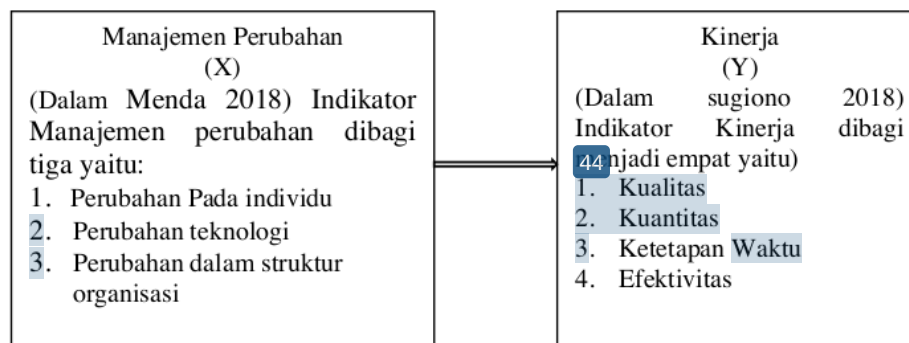 Manajemen Perubahan
(X)
(Dalam Menda 2018) Indikator
Manajemen perubahan dibagi
tiga yaitu:
1. Perubahan Pada individu
2. Perubahan teknologi
3. Perubahan dalam struktur
organisasi
Kinerja
(Y)
(Dalam sugiono 2018)
Indikator Kinerja dibagi
44 njadi empat yaitu)
1. Kualitas
2. Kuantitas
3. Ketetapan Waktu
4. Efektivitas